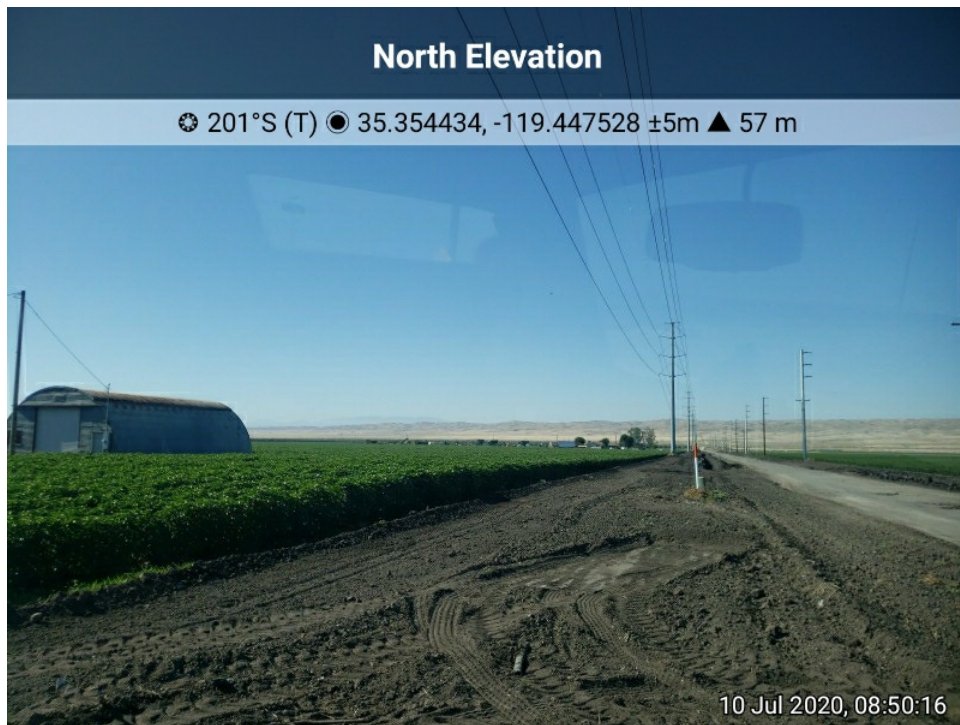 North Elevation
201°S (T) 35.354434, -119.447528 ±5m ▲ 57 m
10 Jul 2020, 08:50:16